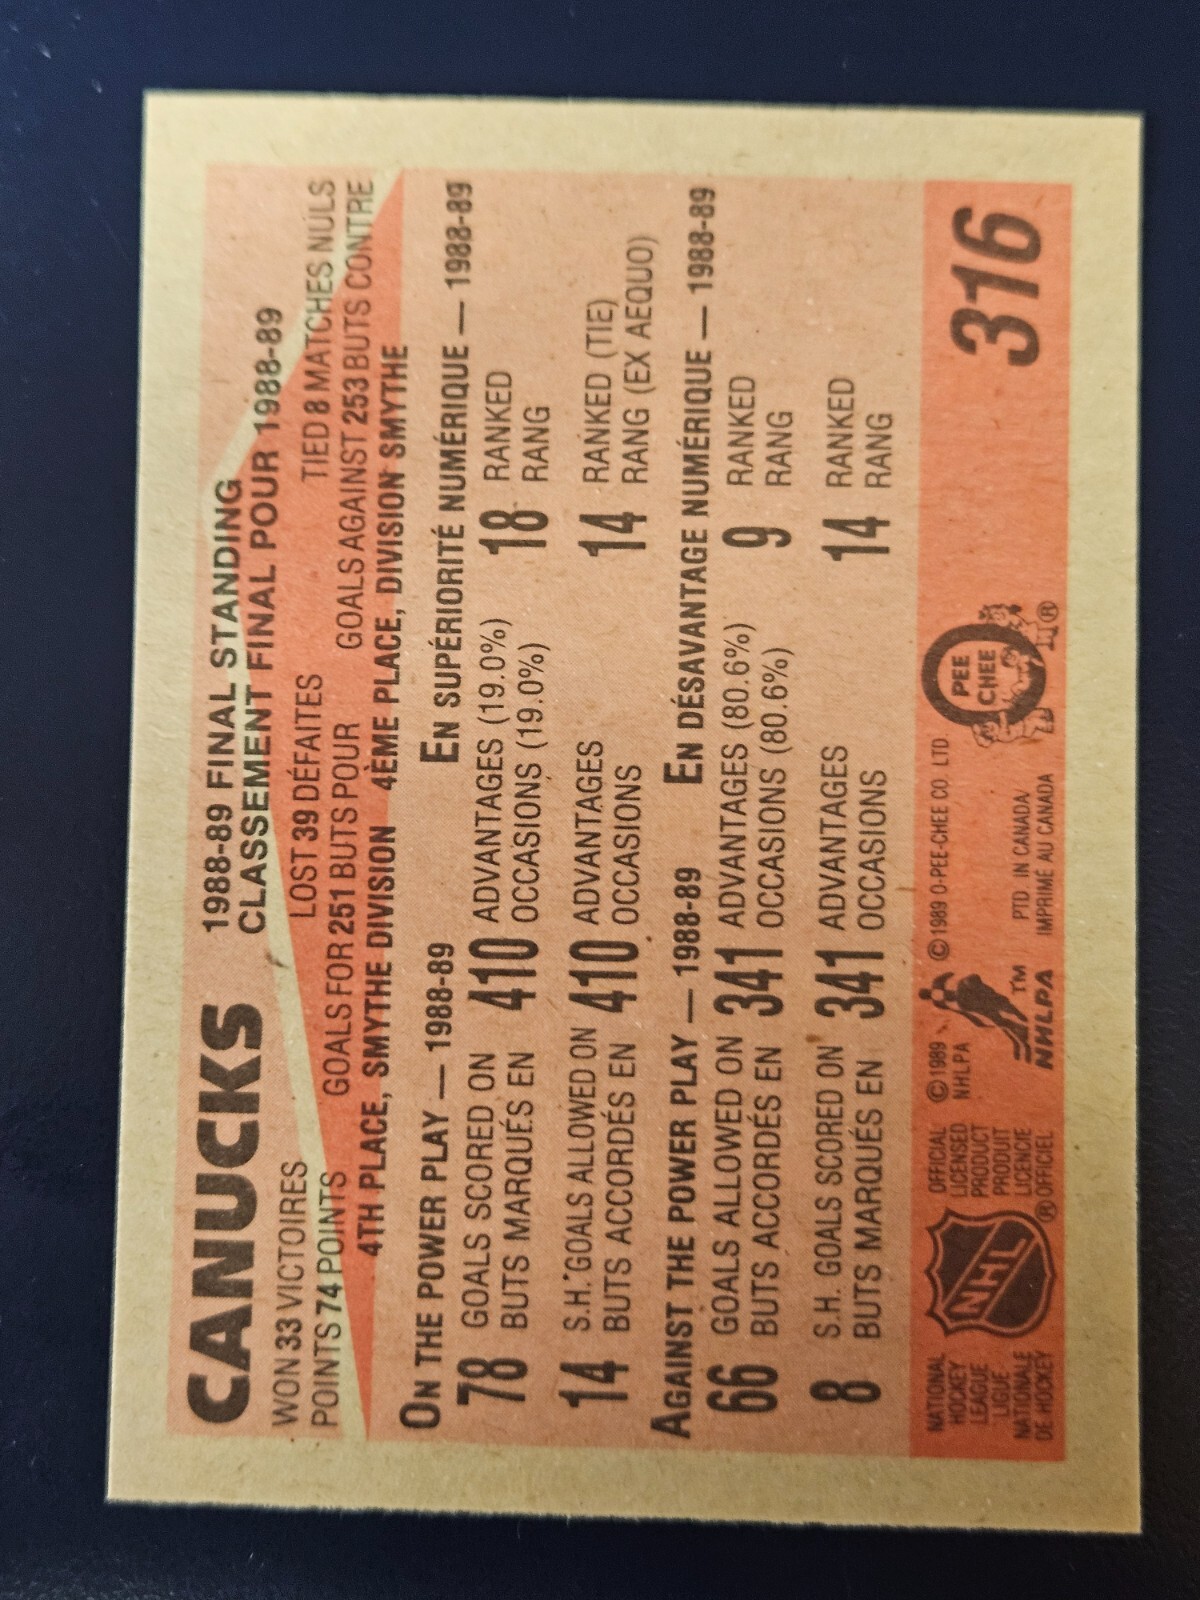 CANUCKS
1988-89 FINAL STANDING
CLASSEMENT FINAL POUR 1988-89
WON 33 VICTOIRES LOST 39 DÉFAITES TIED 8 MATCHES NULS
POINTS 74 POINTS GOALS FOR 251 BUTS POUR GOALS AGAINST 253 BUTS CONTRE
4TH PLACE, SMYTHE DIVISION 4ÈME PLACE, DIVISION SMYTHE
ON THE POWER PLAY — 1988-89 EN SUPÉRIORITÉ NUMÉRIQUE — 1988-89
78 GOALS SCORED ON 410 ADVANTAGES (19.0%) 18 RANKED
BUTS MARQUÉS EN OCCASIONS (19.0%) RANG
14 S.H. GOALS ALLOWED ON 410 ADVANTAGES 14 RANKED (TIE)
BUTS ACCORDÉS EN OCCASIONS RANG (EX AEQUO)
AGAINST THE POWER PLAY — 1988-89 EN DÉSAVANTAGE NUMÉRIQUE — 1988-89
66 GOALS ALLOWED ON 341 ADVANTAGES (80.6%) 9 RANKED
BUTS ACCORDÉS EN OCCASIONS (80.6%) RANG
8 S.H. GOALS SCORED ON 341 ADVANTAGES 14 RANKED
BUTS MARQUÉS EN OCCASIONS RANG
NATIONAL
HOCKEY
LEAGUE
LIGUE
NATIONALE
DE HOCKEY
NHL
®
OFFICIAL
LICENSED
PRODUCT
PRODUIT
LICENCIE
OFFICIEL
© 1989
NHLPA
™
NHLPA
© 1989 O-PEE-CHEE CO. LTD.
PTD. IN CANADA/
IMPRIMÉ AU CANADA
O
PEE
CHEE
®
316